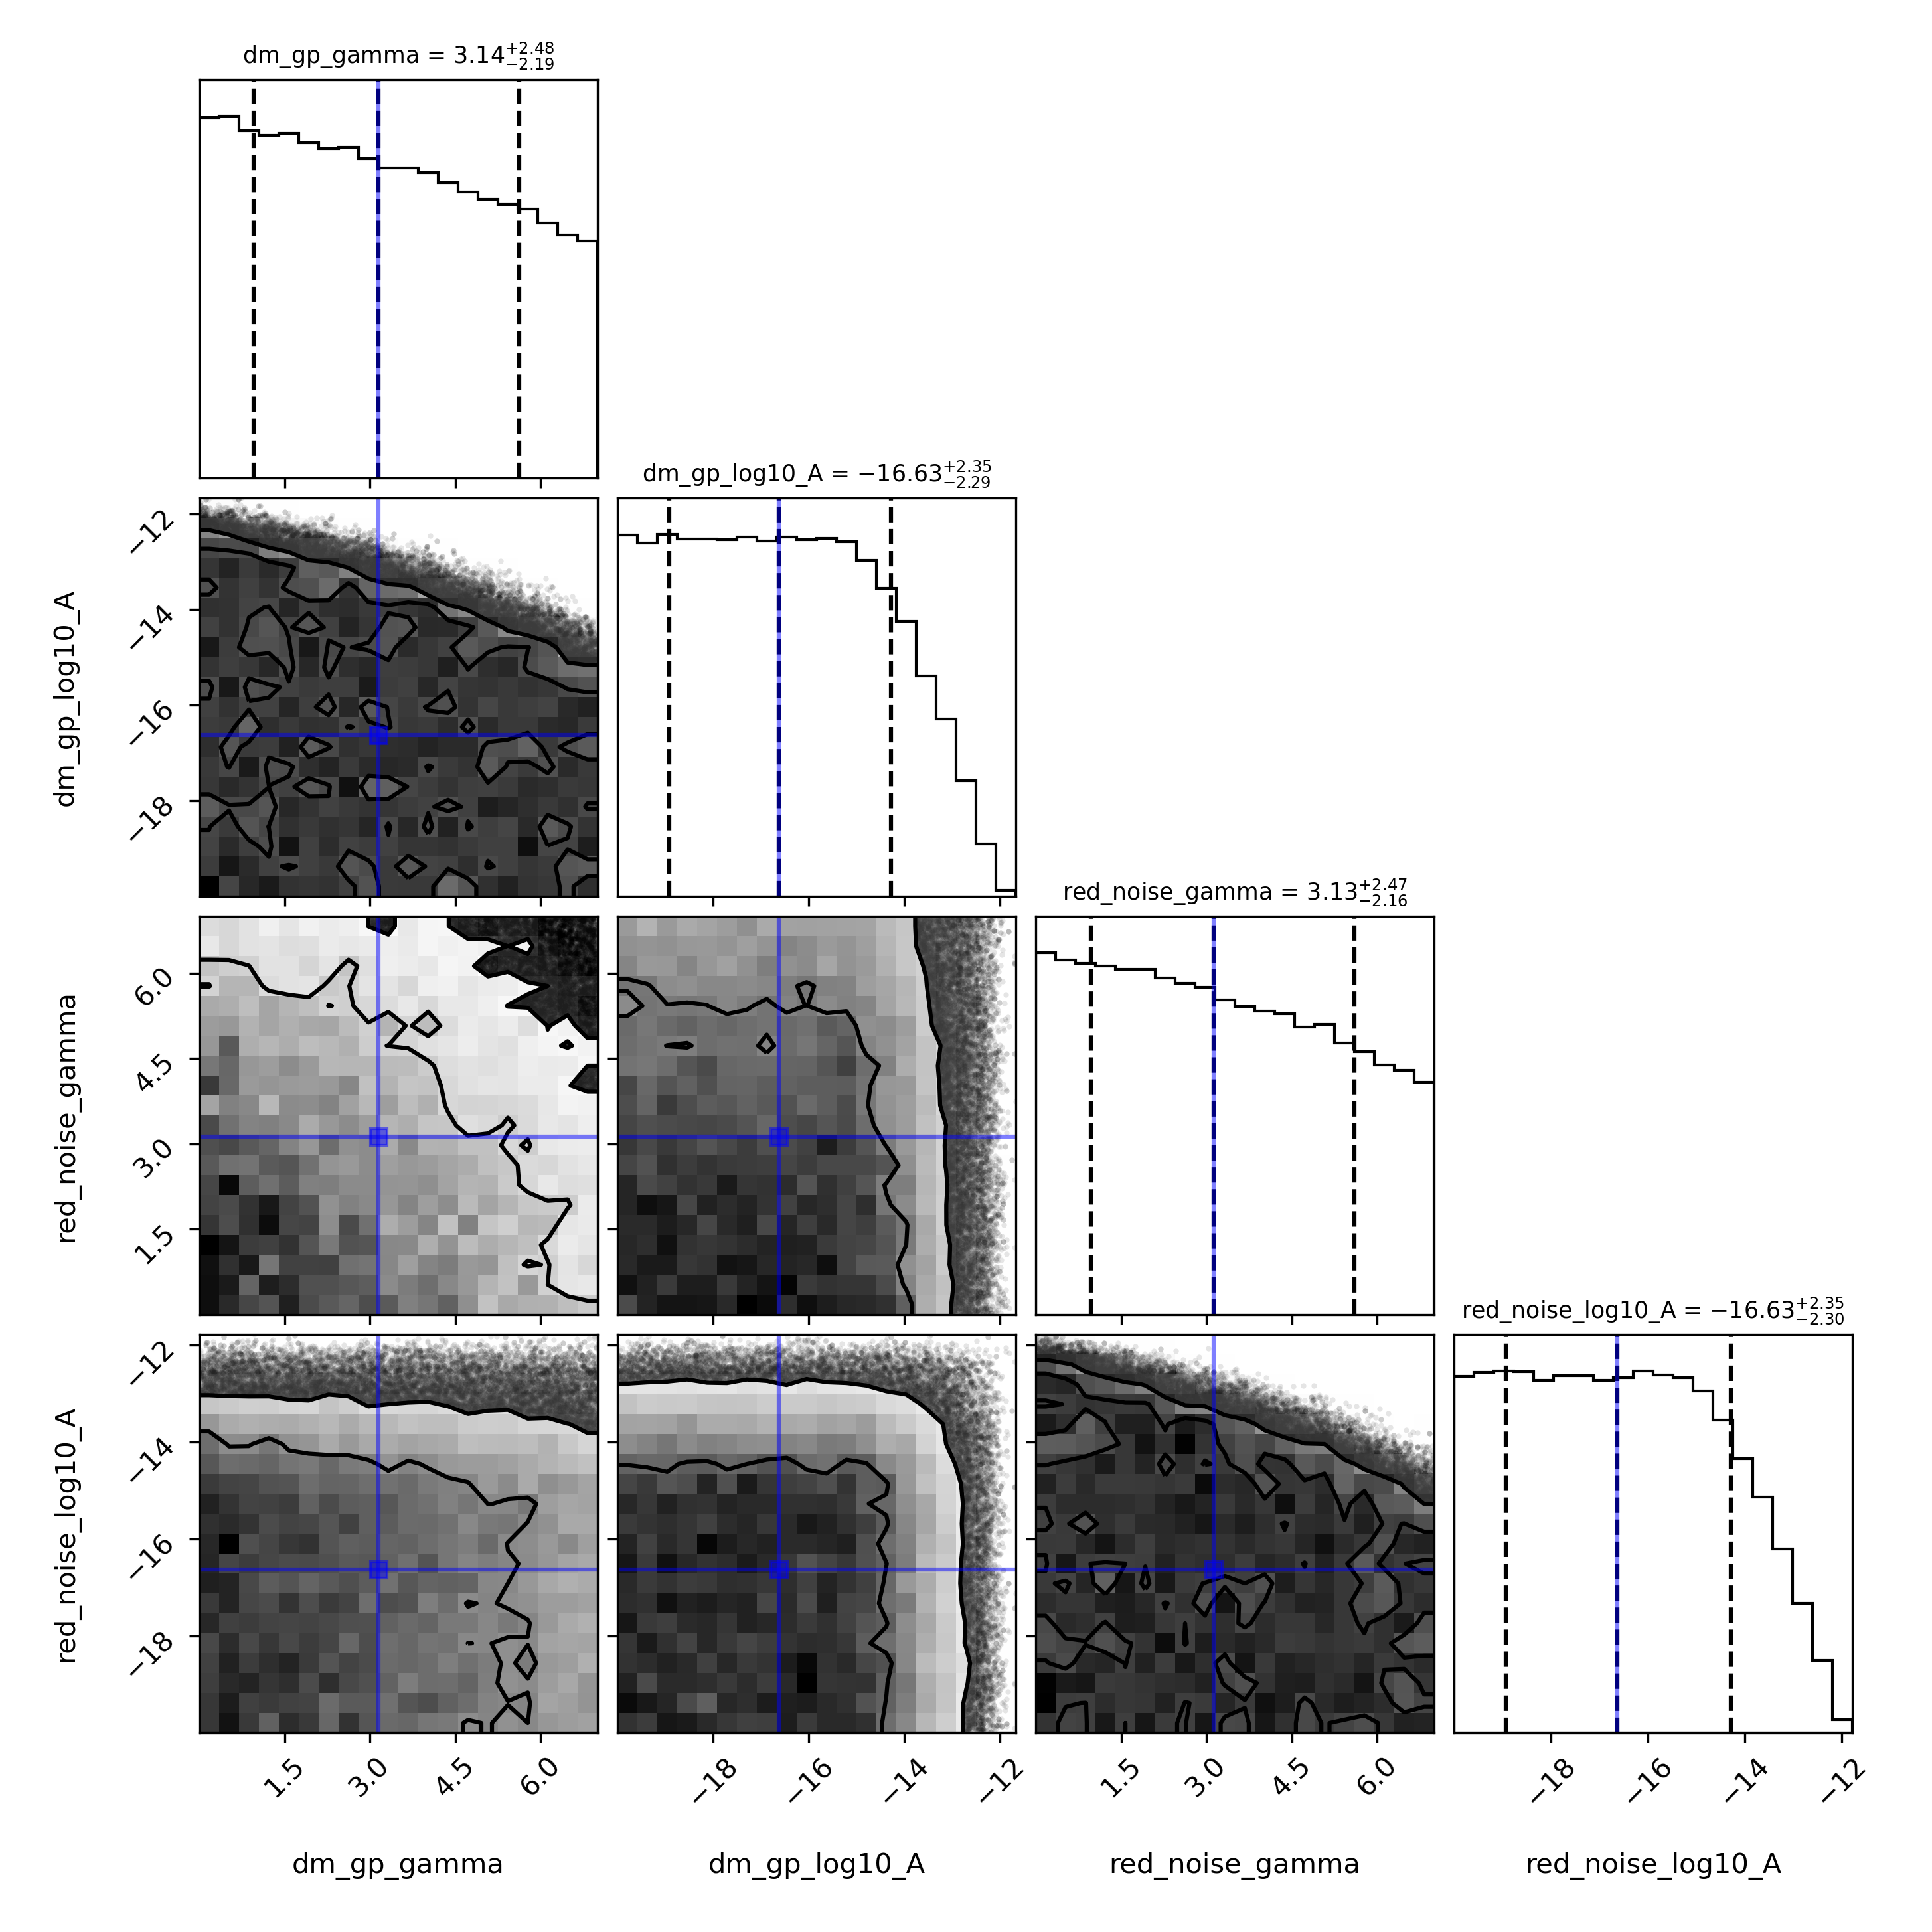 dm_gp_gamma = 3.14+2.48−2.19
dm_gp_log10_A = −16.63+2.35−2.29
dm_gp_log10_A
−12
−14
−16
−18
red_noise_gamma = 3.13+2.47−2.16
red_noise_gamma
6.0
4.5
3.0
1.5
red_noise_log10_A = −16.63+2.35−2.30
red_noise_log10_A
−12
−14
−16
−18
1.5 3.0 4.5 6.0 −18 −16 −14 −12 1.5 3.0 4.5 6.0 −18 −16 −14 −12
dm_gp_gamma dm_gp_log10_A red_noise_gamma red_noise_log10_A